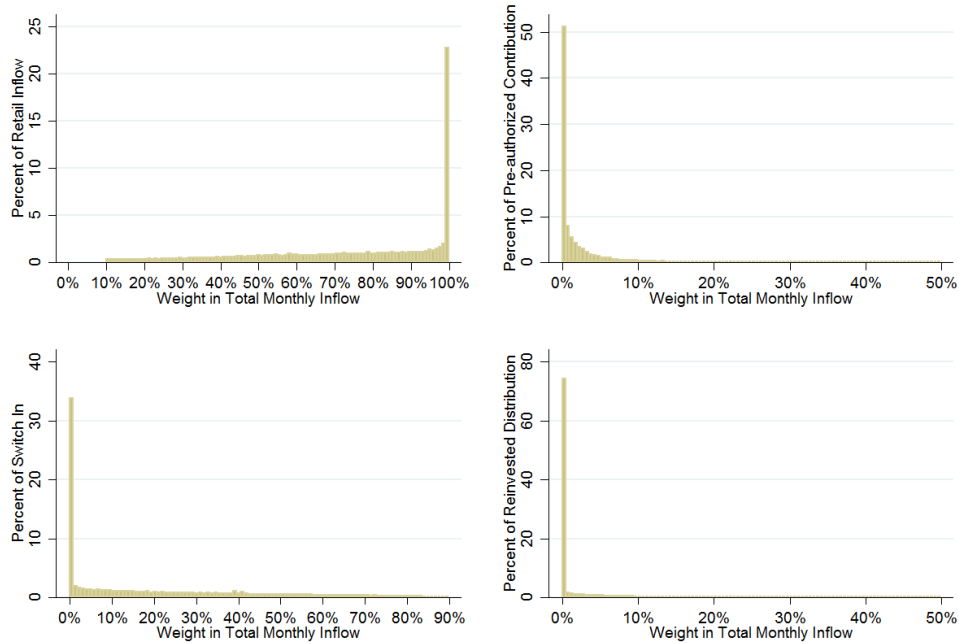 Percent of Retail Inflow
25
20
15
10
5
0
0% 10% 20% 30% 40% 50% 60% 70% 80% 90% 100%
Weight in Total Monthly Inflow
Percent of Pre-authorized Contribution
50
40
30
20
10
0
0% 10% 20% 30% 40% 50%
Weight in Total Monthly Inflow
Percent of Switch In
40
30
20
10
0
0% 10% 20% 30% 40% 50% 60% 70% 80% 90%
Weight in Total Monthly Inflow
Percent of Reinvested Distribution
80
60
40
20
0
0% 10% 20% 30% 40% 50%
Weight in Total Monthly Inflow